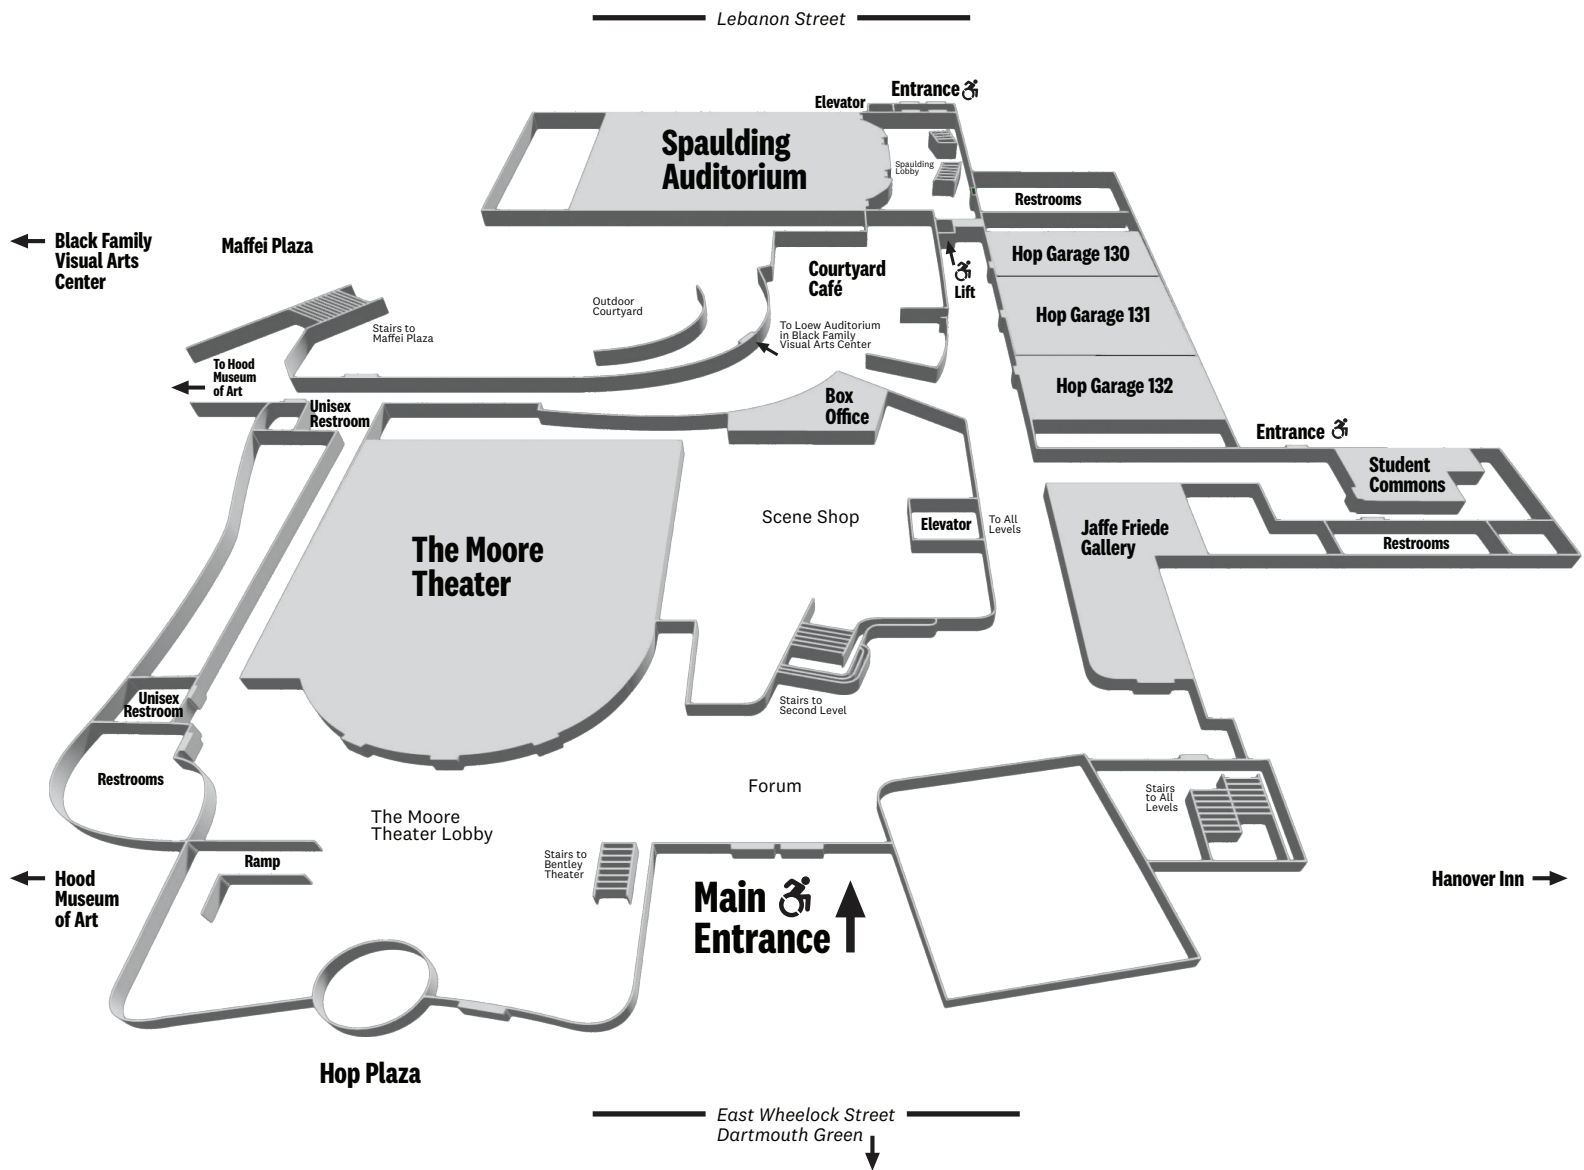 Lebanon Street
Entrance
Elevator
Spaulding
Auditorium
Spaulding
Lobby
Restrooms
Black Family
Visual Arts
Center
Maffei Plaza
Hop Garage 130
Courtyard
Café
Lift
Outdoor
Courtyard
Hop Garage 131
Stairs to
Maffei Plaza
To Loew Auditorium
in Black Family
Visual Arts Center
To Hood
Museum
of Art
Hop Garage 132
Unisex
Restroom
Box
Office
Entrance
Student
Commons
Scene Shop
Elevator
To All
Levels
Jaffe Friede
Gallery
Restrooms
The Moore
Theater
Unisex
Restroom
Stairs to
Second Level
Restrooms
Forum
Stairs
to All
Levels
The Moore
Theater Lobby
Ramp
Stairs to
Bentley
Theater
Hood
Museum
of Art
Main
Entrance
Hanover Inn
Hop Plaza
East Wheelock Street
Dartmouth Green